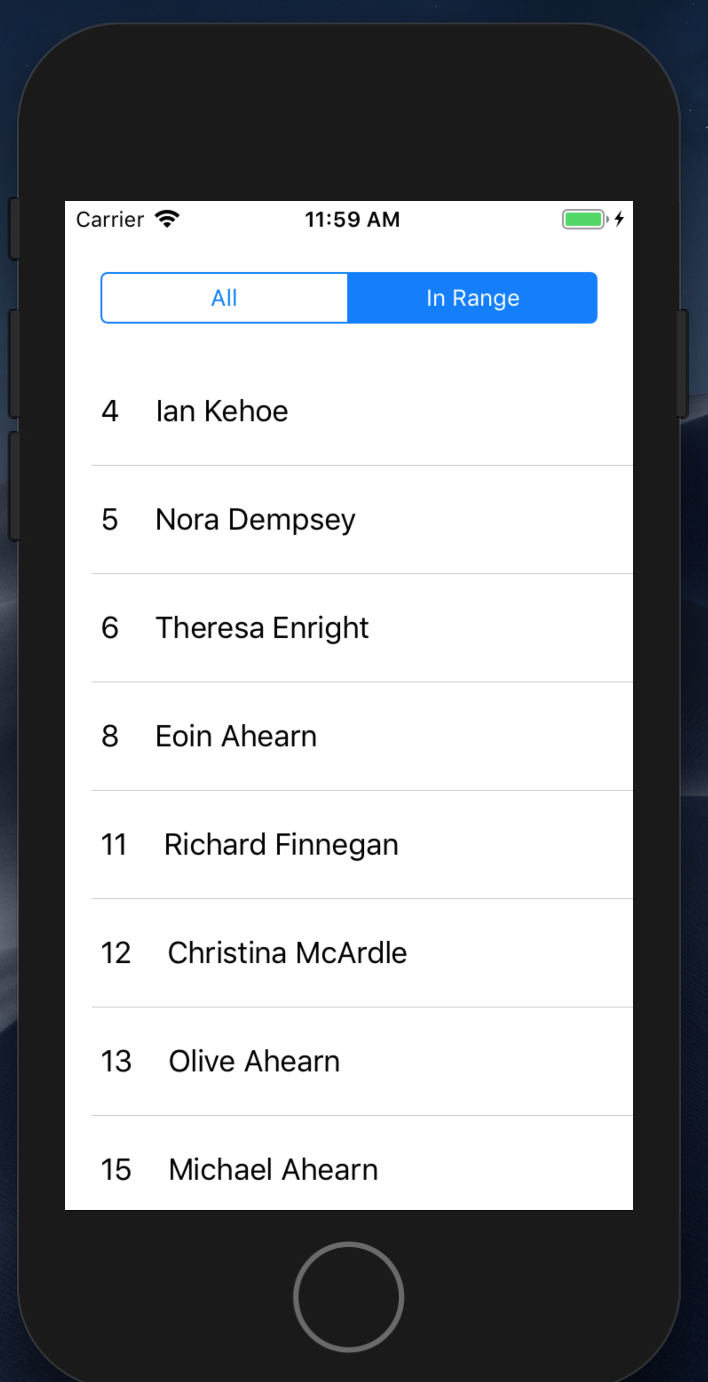 Carrier 11:59 AM
All In Range
4 Ian Kehoe
5 Nora Dempsey
6 Theresa Enright
8 Eoin Ahearn
11 Richard Finnegan
12 Christina McArdle
13 Olive Ahearn
15 Michael Ahearn